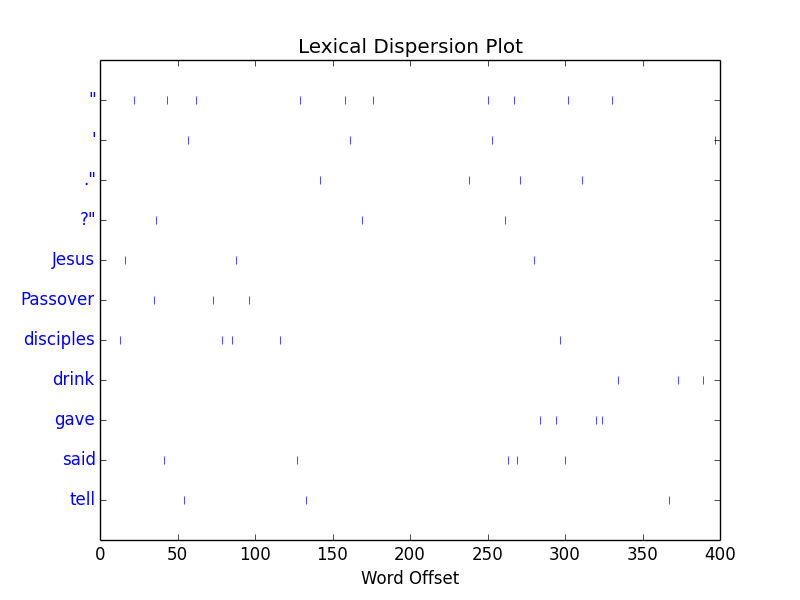 Lexical Dispersion Plot
"
'
."
?"
Jesus
Passover
disciples
drink
gave
said
tell
0 50 100 150 200 250 300 350 400
Word Offset